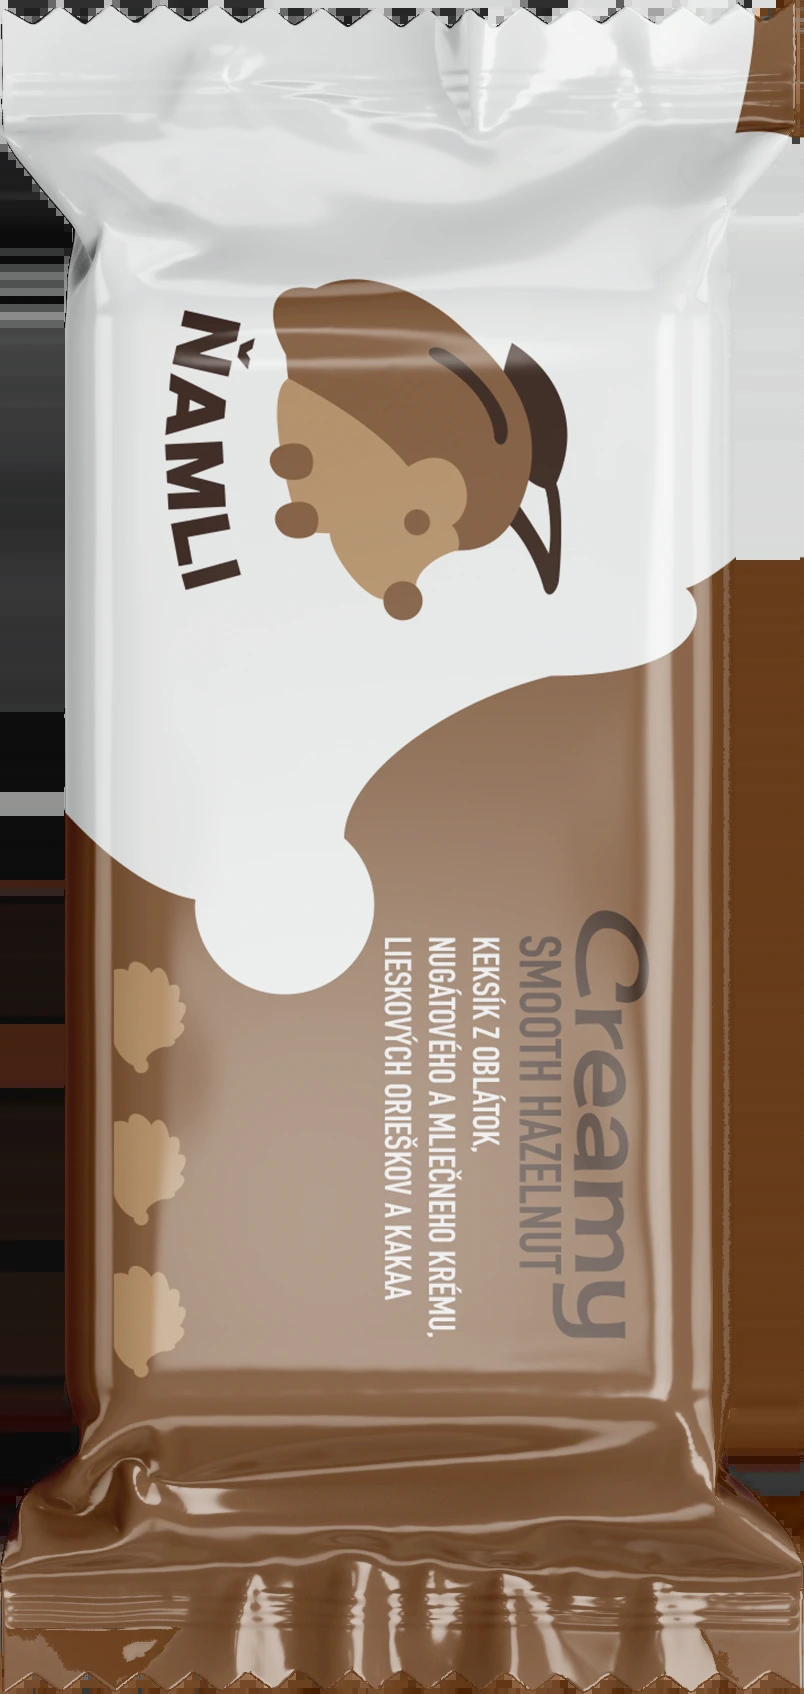 ŇAMLI
Creamy
SMOOTH HAZELNUT
KEKSÍK Z OBLÁTOK,
NUGÁTOVÉHO A MLIEČNEHO KRÉMU,
LIESKOVÝCH ORIEŠKOV A KAKAA